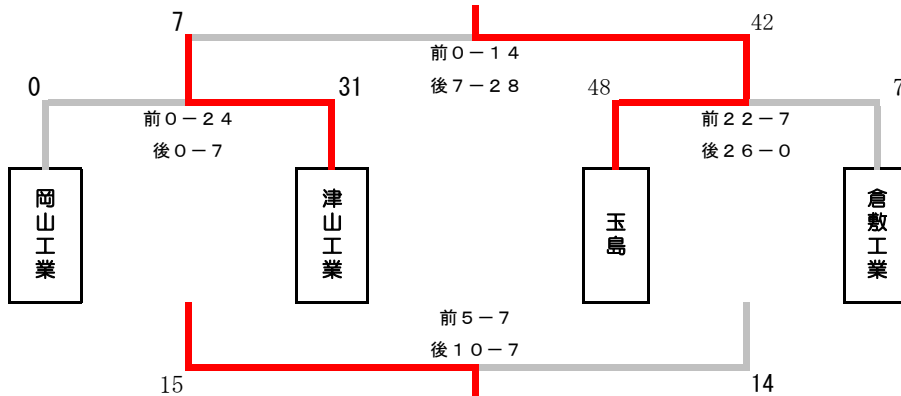 7
42
前０－１４
後７－２８
0
31
48
7
前０－２４
後０－７
前２２－７
後２６－０
岡山工業
津山工業
玉島
倉敷工業
前５－７
後１０－７
15
14